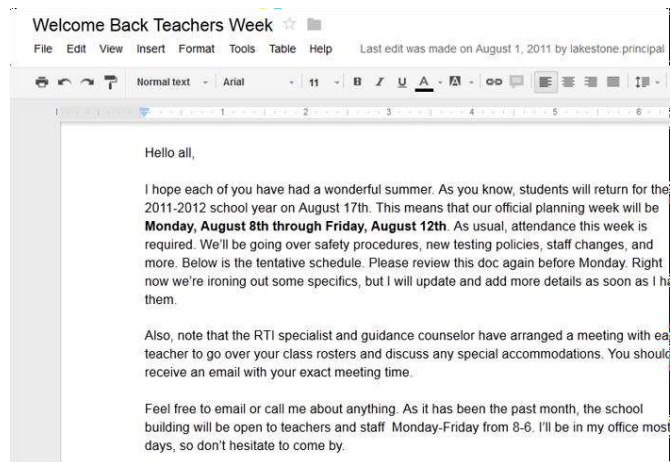 Welcome Back Teachers Week
File Edit View Insert Format Tools Table Help Last edit was made on August 1, 2011 by lakestone.principal
Normal text Arial 11 B I U A A
1 2 3 4 5 6
Hello all,
I hope each of you have had a wonderful summer. As you know, students will return for the
2011-2012 school year on August 17th. This means that our official planning week will be
Monday, August 8th through Friday, August 12th. As usual, attendance this week is
required. We'll be going over safety procedures, new testing policies, staff changes, and
more. Below is the tentative schedule. Please review this doc again before Monday. Right
now we're ironing out some specifics, but I will update and add more details as soon as I ha
them.
Also, note that the RTI specialist and guidance counselor have arranged a meeting with ea
teacher to go over your class rosters and discuss any special accommodations. You should
receive an email with your exact meeting time.
Feel free to email or call me about anything. As it has been the past month, the school
building will be open to teachers and staff Monday-Friday from 8-6. I'll be in my office most
days, so don't hesitate to come by.